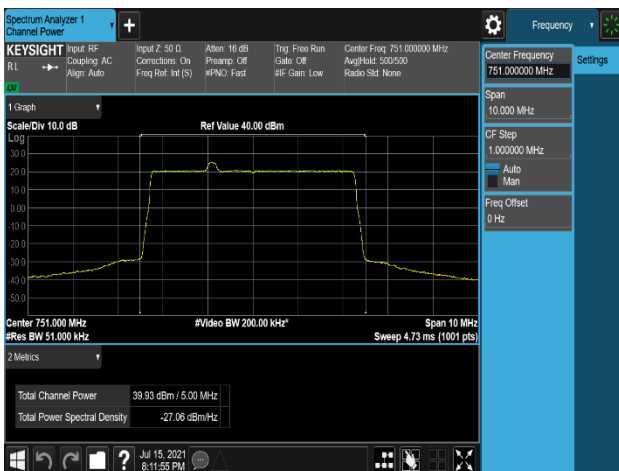 Spectrum Analyzer 1
Channel Power
Frequency
KEYSIGHT
RL
Input: RF
Coupling: AC
Align: Auto
Input Z: 50 Ω
Corrections: On
Freq Ref: Int (S)
Atten: 16 dB
Preamp: Off
#PNO: Fast
Trig: Free Run
Gate: Off
#IF Gain: Low
Center Freq: 751.000000 MHz
Avg|Hold: 500/500
Radio Std: None
Center Frequency
751.000000 MHz
Settings
Span
10.000 MHz
CF Step
1.000000 MHz
Auto
Man
Freq Offset
0 Hz
1 Graph
Scale/Div 10.0 dB
Ref Value 40.00 dBm
Log
30.0
20.0
10.0
0.00
-10.0
-20.0
-30.0
-40.0
-50.0
Center 751.000 MHz
#Video BW 200.00 kHz*
Span 10 MHz
#Res BW 51.000 kHz
Sweep 4.73 ms (1001 pts)
2 Metrics
Total Channel Power 39.93 dBm / 5.00 MHz
Total Power Spectral Density -27.06 dBm/Hz
Jul 15, 2021
8:11:55 PM